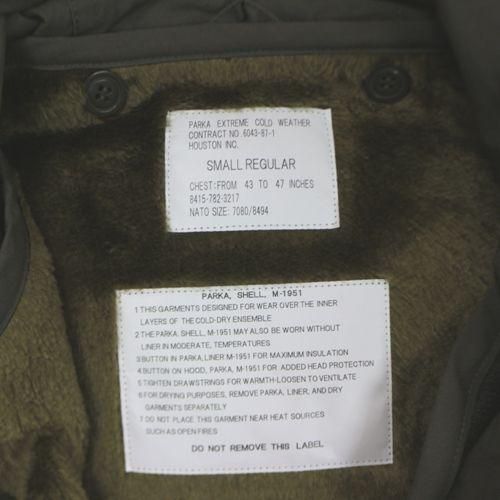 PARKA EXTREME COLD WEATHER
CONTRACT NO. 6043-87-1
HOUSTON INC.
SMALL REGULAR
CHEST:FROM 43 TO 47 INCHES
8415-782-3217
NATO SIZE: 7080/8494
PARKA, SHELL, M-1951
1 THIS GARMENTS DESIGNED FOR WEAR OVER THE INNER
LAYERS OF THE COLD-DRY ENSEMBLE
2 THE PARKA. SHELL, M-1951 MAY ALSO BE WORN WITHOUT
LINER IN MODERATE, TEMPERATURES
3 BUTTON IN PARKA,LINER M-1951 FOR MAXIMUM INSULATION
4 BUTTON ON HOOD, PARKA, M-1951 FOR ADDED HEAD PROTECTION
5 TIGHTEN DRAWSTRINGS FOR WARMTH-LOOSEN TO VENTILATE
6 FOR DRYING PURPOSES, REMOVE PARKA, LINER, AND DRY
GARMENTS SEPARATELY
7 DO NOT PLACE THIS GARMENT NEAR HEAT SOURCES
SUCH AS OPEN FIRES
DO NOT REMOVE THIS LABEL